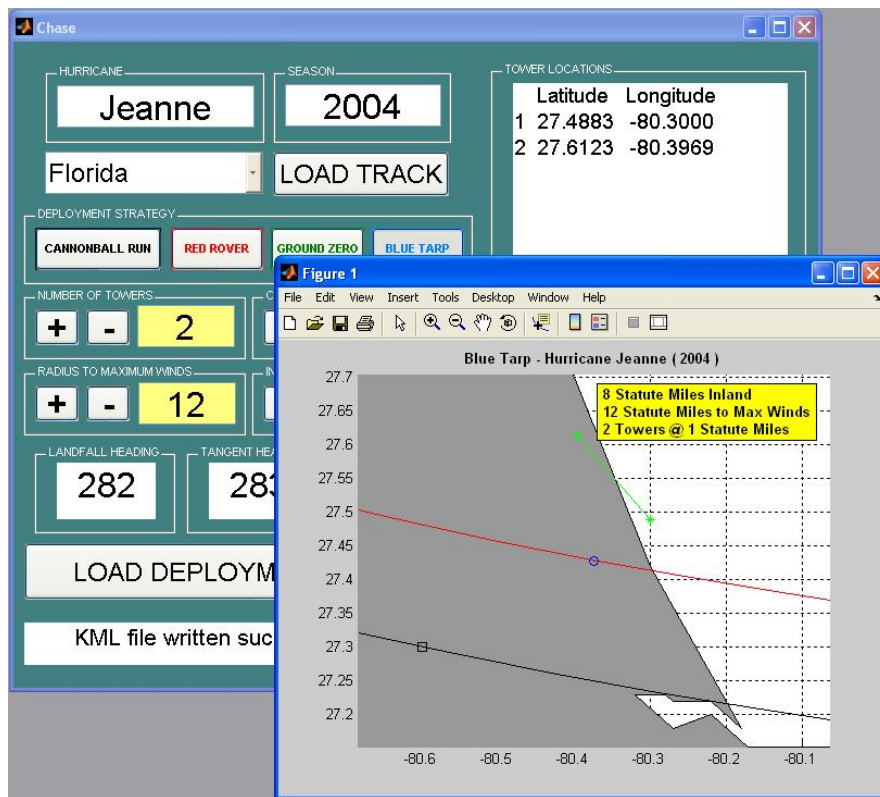 Chase
HURRICANE
Jeanne
SEASON
2004
TOWER LOCATIONS
Latitude Longitude
1 27.4883 -80.3000
2 27.6123 -80.3969
Florida
LOAD TRACK
DEPLOYMENT STRATEGY
CANNONBALL RUN
RED ROVER
GROUND ZERO
BLUE TARP
NUMBER OF TOWERS
+ - 2
RADIUS TO MAXIMUM WINDS
+ - 12
LANDFALL HEADING
282
TANGENT HE
283
LOAD DEPLOYM
KML file written suc
Figure 1
File Edit View Insert Tools Desktop Window Help
Blue Tarp - Hurricane Jeanne ( 2004 )
8 Statute Miles Inland
12 Statute Miles to Max Winds
2 Towers @ 1 Statute Miles
27.7
27.65
27.6
27.55
27.5
27.45
27.4
27.35
27.3
27.25
27.2
-80.6 -80.5 -80.4 -80.3 -80.2 -80.1